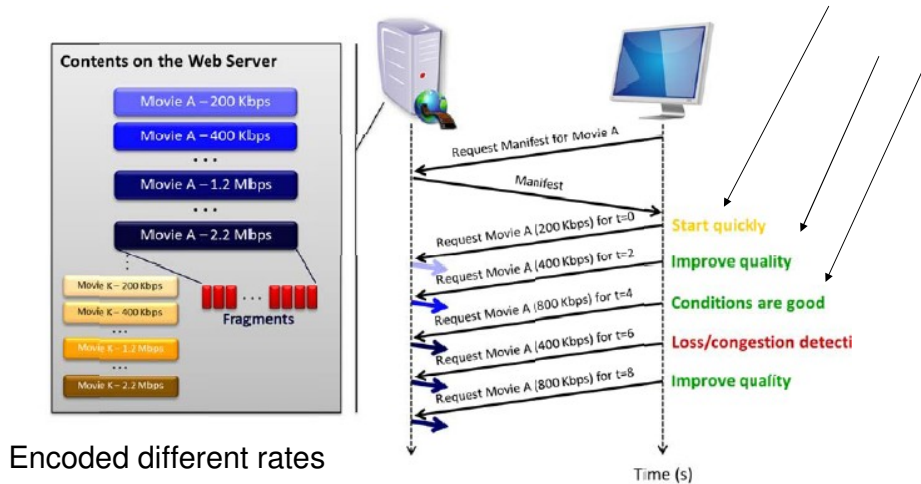 Contents on the Web Server
Movie A – 200 Kbps
Movie A – 400 Kbps
• • •
Movie A – 1.2 Mbps
• • •
Movie A – 2.2 Mbps
Movie K – 200 Kbps
Movie K – 400 Kbps
• • •
Movie K – 1.2 Mbps
• • •
Movie K – 2.2 Mbps
• • •
Fragments
Encoded different rates
Request Manifest for Movie A
Manifest
Request Movie A (200 Kbps) for t=0
Start quickly
Request Movie A (400 Kbps) for t=2
Improve quality
Request Movie A (800 Kbps) for t=4
Conditions are good
Request Movie A (400 Kbps) for t=6
Loss/congestion detecti
Request Movie A (800 Kbps) for t=8
Improve quality
Time (s)